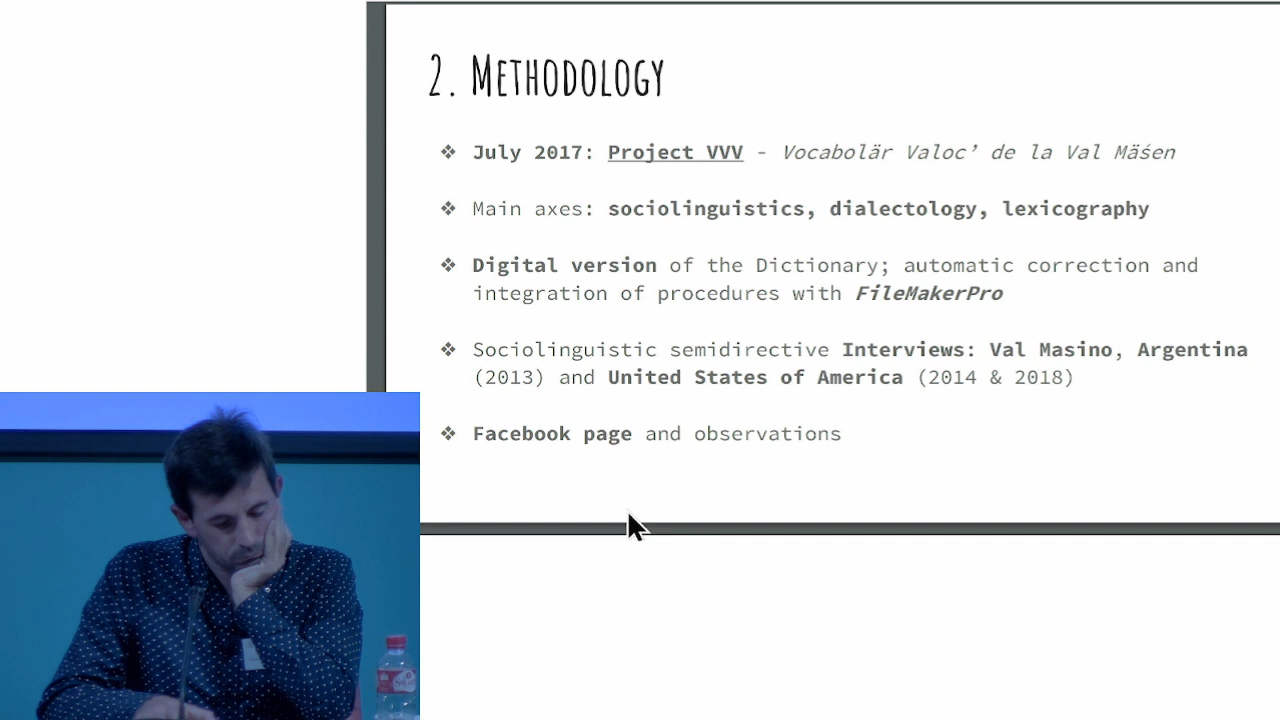 2. Methodology
❖ July 2017: Project VVV - Vocabolär Valoc' de la Val Mäśen
❖ Main axes: sociolinguistics, dialectology, lexicography
❖ Digital version of the Dictionary; automatic correction and
integration of procedures with FileMakerPro
❖ Sociolinguistic semidirective Interviews: Val Masino, Argentina
(2013) and United States of America (2014 & 2018)
❖ Facebook page and observations